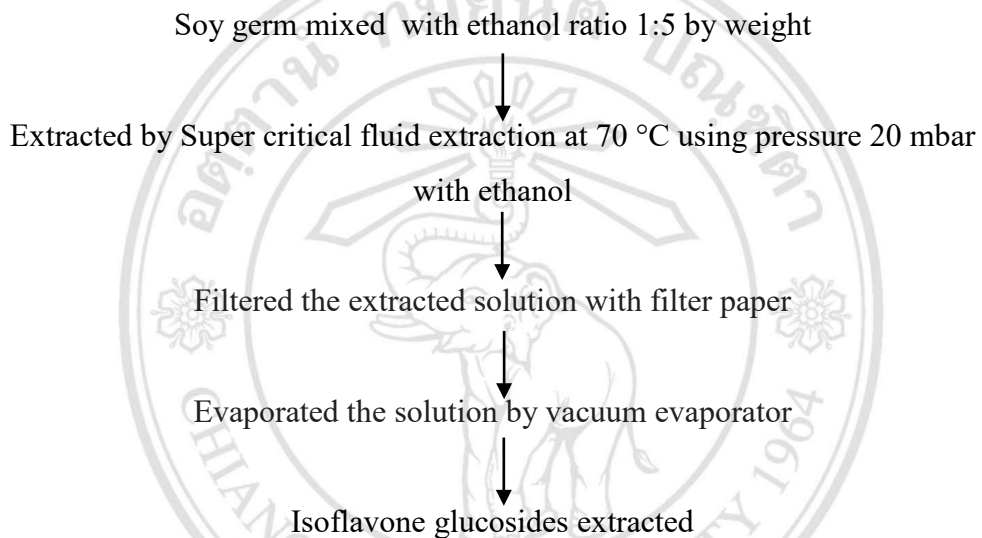 Soy germ mixed with ethanol ratio 1:5 by weight
Extracted by Super critical fluid extraction at 70 °C using pressure 20 mbar
with ethanol
Filtered the extracted solution with filter paper
Evaporated the solution by vacuum evaporator
Isoflavone glucosides extracted
1964